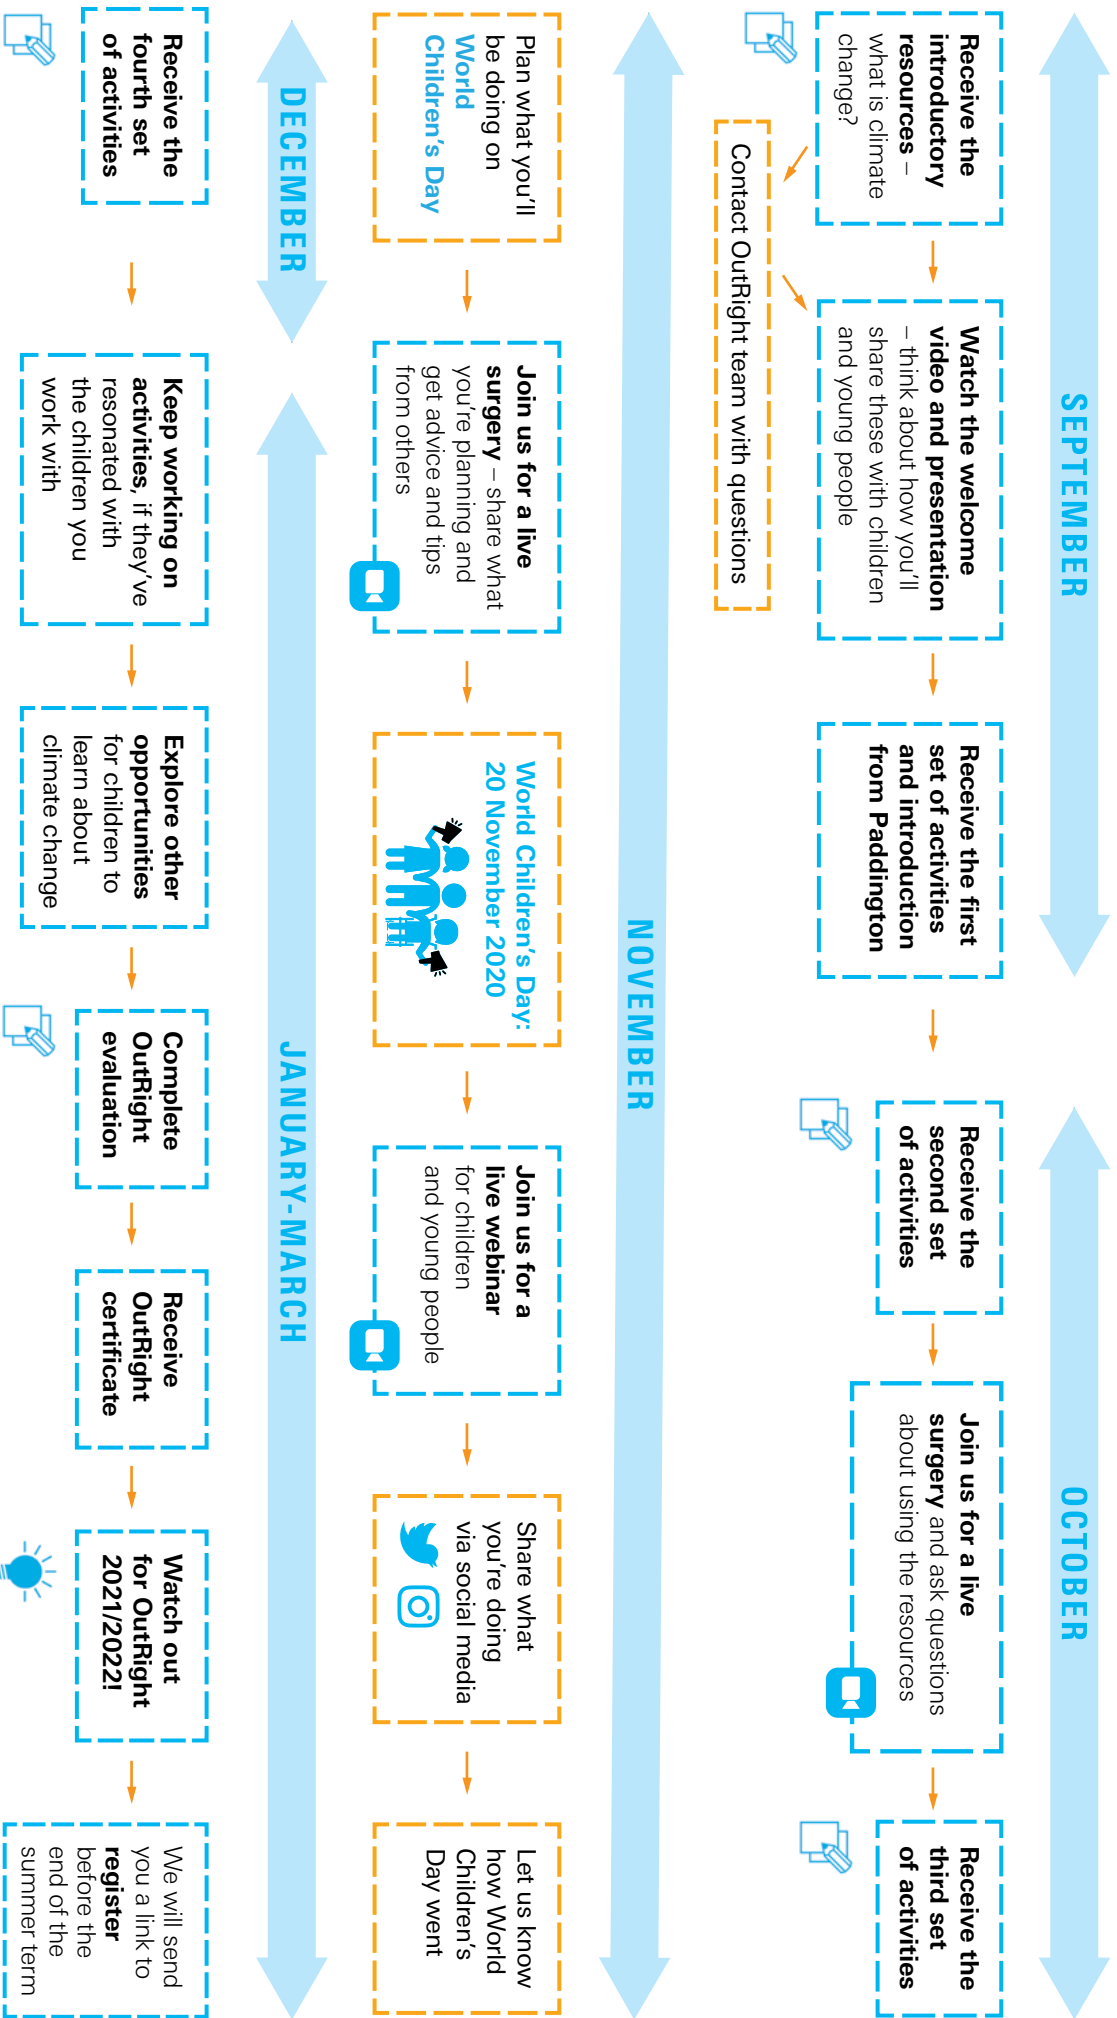 SEPTEMBER
OCTOBER
Receive the
introductory
resources –
what is climate
change?
Contact OutRight team with questions
Watch the welcome
video and presentation
– think about how you’ll
share these with children
and young people
Receive the first
set of activities
and introduction
from Paddington
Receive the
second set
of activities
Join us for a live
surgery and ask questions
about using the resources
Receive the
third set
of activities
NOVEMBER
Plan what you’ll
be doing on
World
Children’s Day
Join us for a live
surgery – share what
you’re planning and
get advice and tips
from others
World Children’s Day:
20 November 2020
Join us for a
live webinar
for children
and young people
Share what
you’re doing
via social media
Let us know
how World
Children’s
Day went
DECEMBER
JANUARY-MARCH
Receive the
fourth set
of activities
Keep working on
activities, if they’ve
resonated with
the children you
work with
Explore other
opportunities
for children to
learn about
climate change
Complete
OutRight
evaluation
Receive
OutRight
certificate
Watch out
for OutRight
2021/2022!
We will send
you a link to
register
before the
end of the
summer term